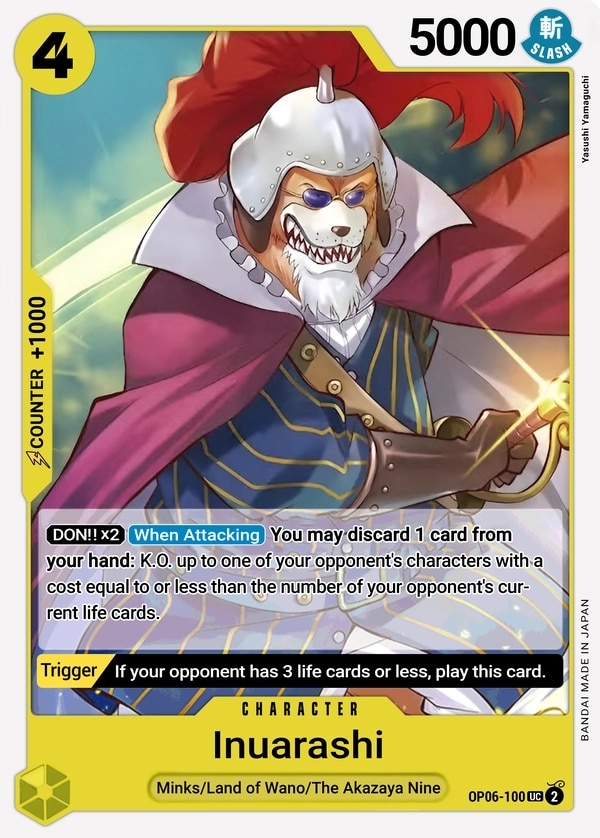 4
5000
斬
SLASH
Yasushi Yamaguchi
COUNTER +1000
DON!! x2 When Attacking You may discard 1 card from
your hand: K.O. up to one of your opponent's characters with a
cost equal to or less than the number of your opponent's cur-
rent life cards.
Trigger If your opponent has 3 life cards or less, play this card.
BANDAI MADE IN JAPAN
CHARACTER
Inuarashi
Minks/Land of Wano/The Akazaya Nine
OP06-100 UC 2